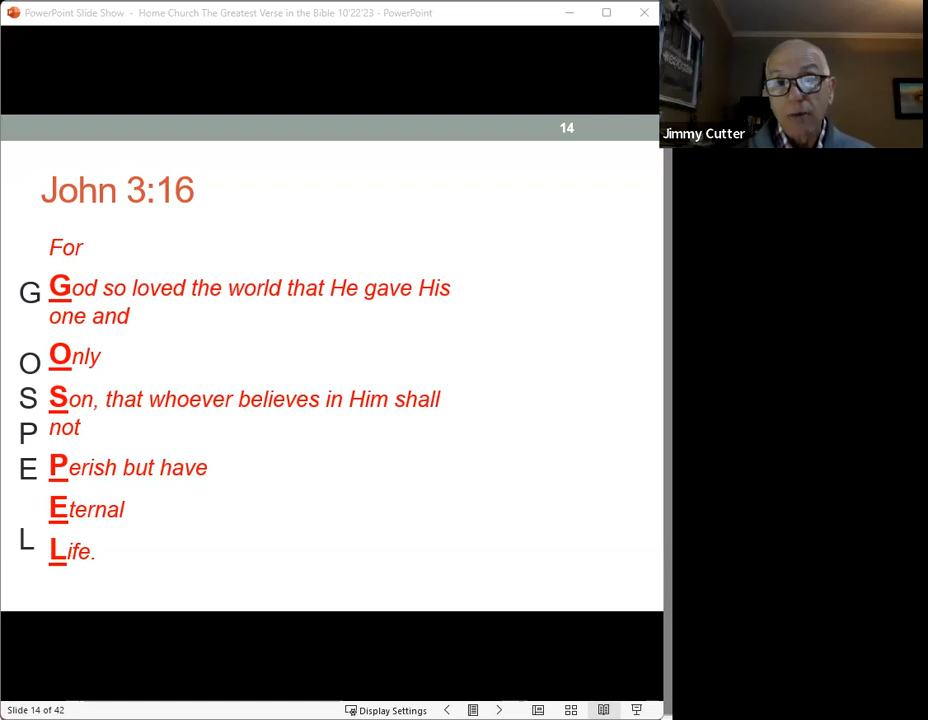 PowerPoint Slide Show - Home Church The Greatest Verse in the Bible 10'22'23 - PowerPoint
Jimmy Cutter
14
John 3:16
For
G God so loved the world that He gave His
one and
O Only
S Son, that whoever believes in Him shall
not
P Perish but have
E Eternal
L Life.
Slide 14 of 42
Display Settings